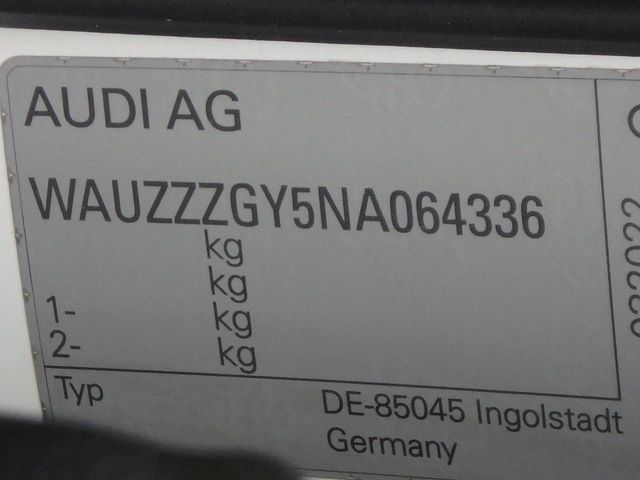 AUDI AG
WAUZZZGY5NA064336
kg
kg
1- kg
2- kg
Typ
DE-85045 Ingolstadt
Germany